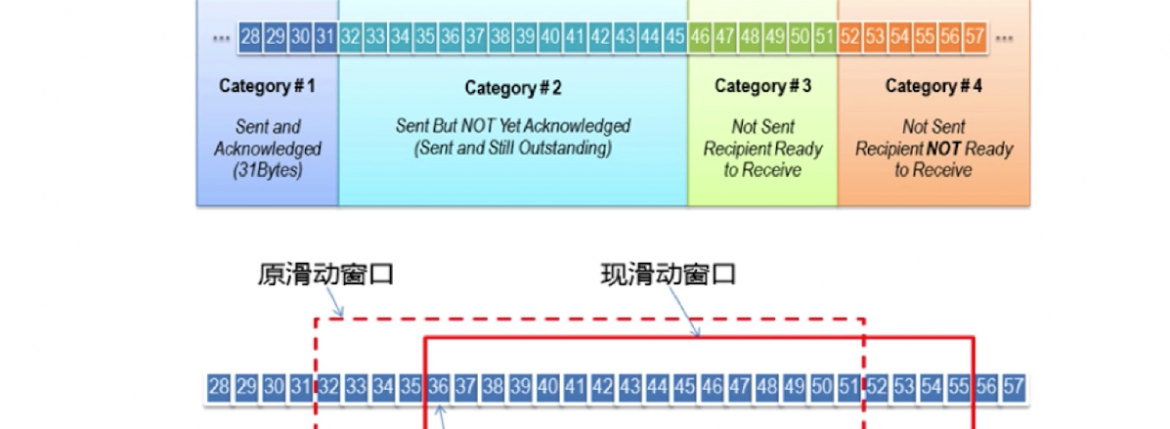 ... 28 29 30 31 32 33 34 35 36 37 38 39 40 41 42 43 44 45 46 47 48 49 50 51 52 53 54 55 56 57 ...
Category # 1
Sent and
Acknowledged
(31Bytes)
Category # 2
Sent But NOT Yet Acknowledged
(Sent and Still Outstanding)
Category # 3
Not Sent
Recipient Ready
to Receive
Category # 4
Not Sent
Recipient NOT Ready
to Receive
原滑动窗口
现滑动窗口
28 29 30 31 32 33 34 35 36 37 38 39 40 41 42 43 44 45 46 47 48 49 50 51 52 53 54 55 56 57